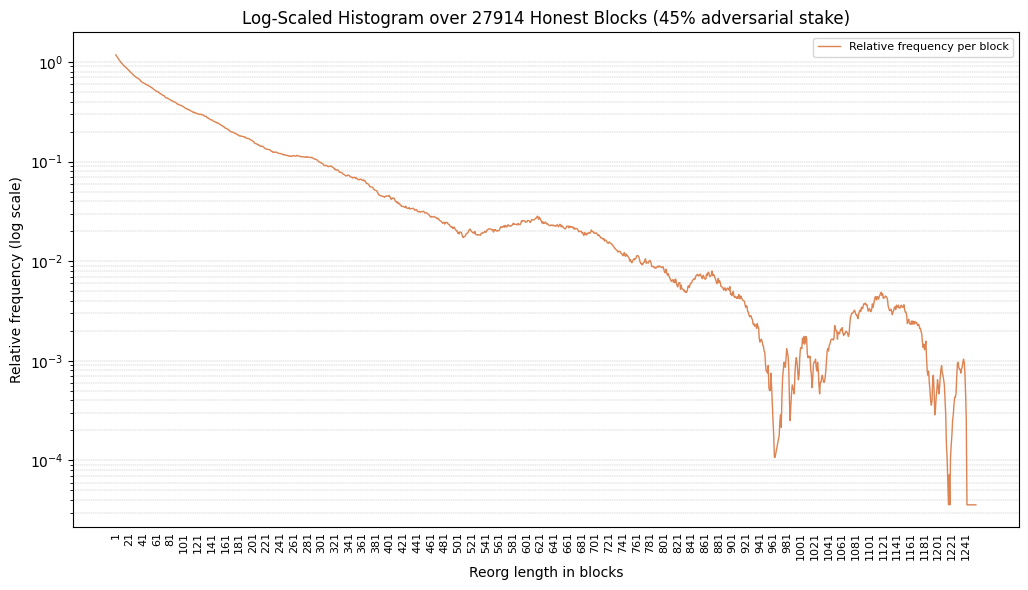 Log-Scaled Histogram over 27914 Honest Blocks (45% adversarial stake)
Relative frequency per block
Relative frequency (log scale)
10^0
10^-1
10^-2
10^-3
10^-4
1 21 41 61 81 101 121 141 161 181 201 221 241 261 281 301 321 341 361 381 401 421 441 461 481 501 521 541 561 581 601 621 641 661 681 701 721 741 761 781 801 821 841 861 881 901 921 941 961 981 1001 1021 1041 1061 1081 1101 1121 1141 1161 1181 1201 1221 1241
Reorg length in blocks